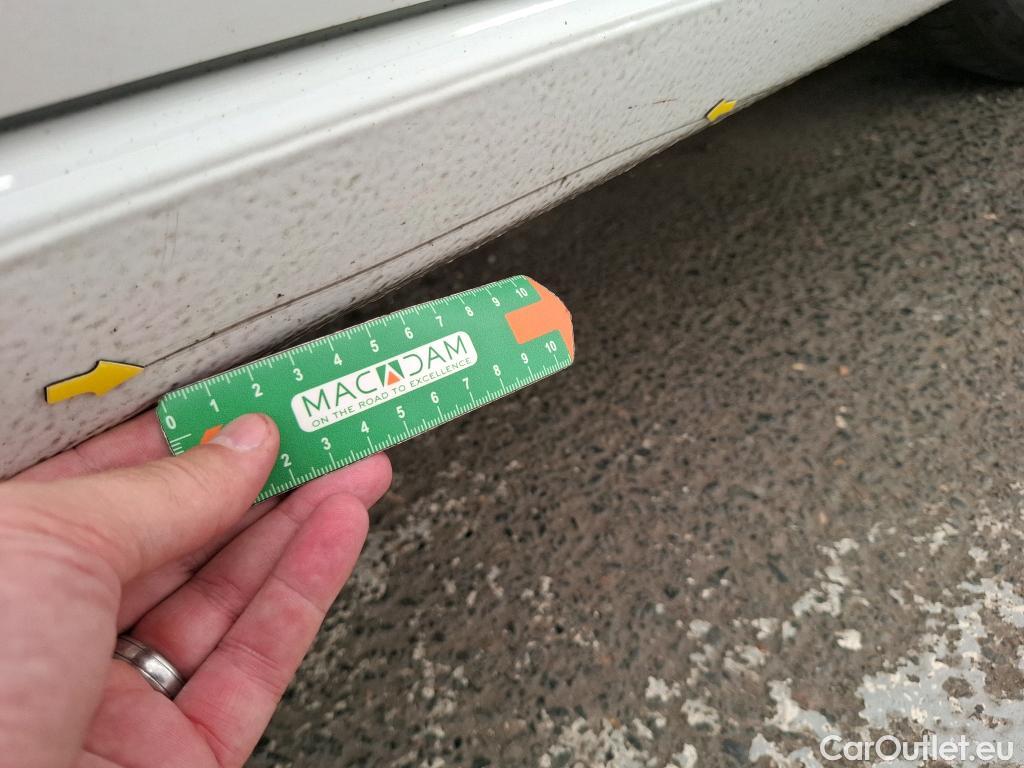 0 1 2 3 4 5 6 7 8 9 10
MACADAM
ON THE ROAD TO EXCELLENCE
2 3 4 5 6 7 8 9 10
CarOutlet.eu